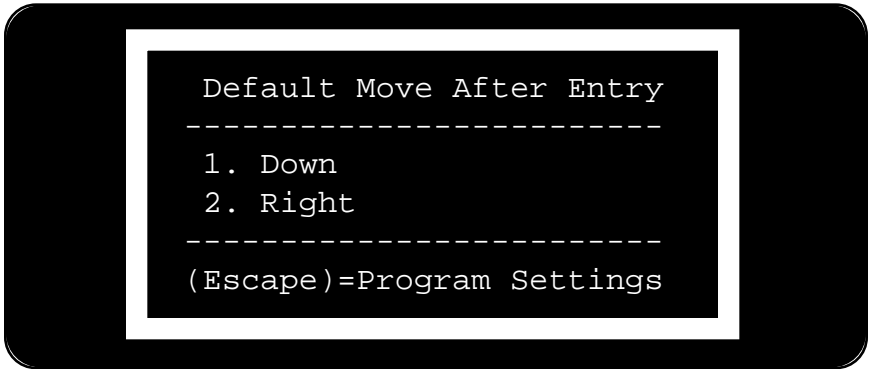 Default Move After Entry
-------------------------
1. Down
2. Right
-------------------------
(Escape)=Program Settings